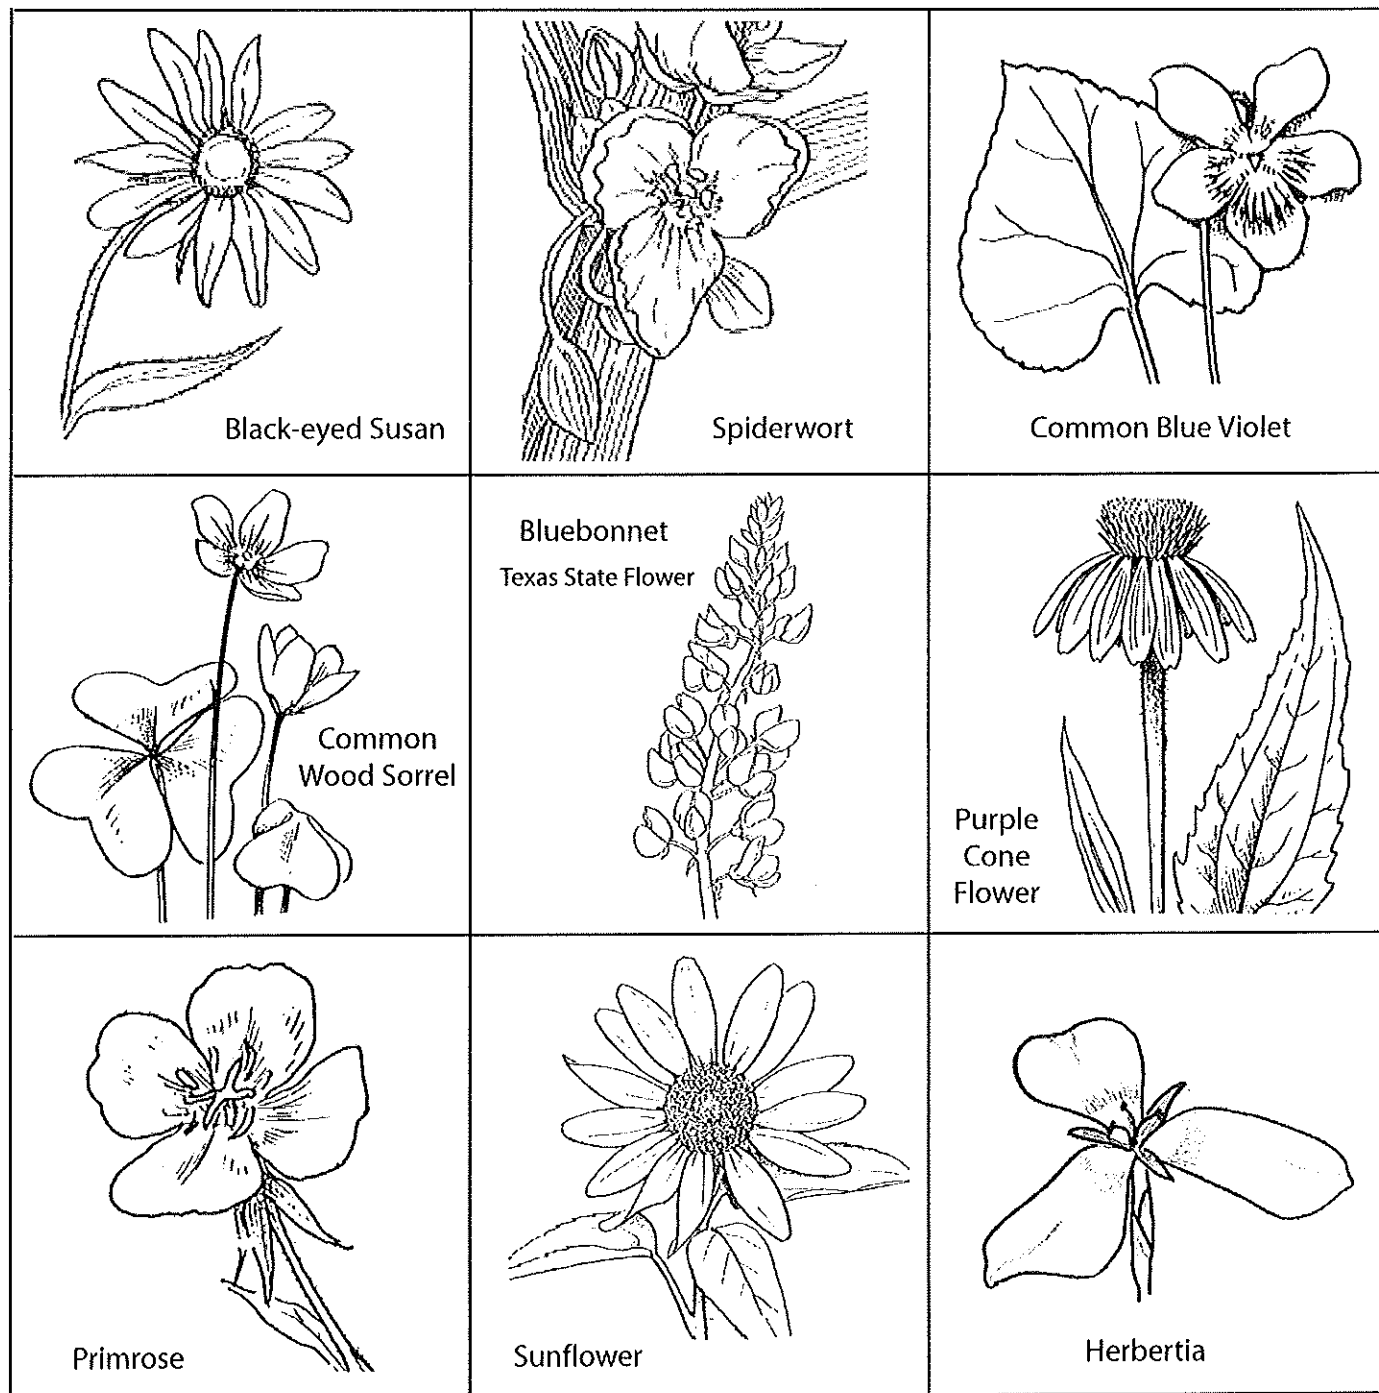 Black-eyed Susan
Spiderwort
Common Blue Violet
Common
Wood Sorrel
Bluebonnet
Texas State Flower
Purple
Cone
Flower
Primrose
Sunflower
Herbertia